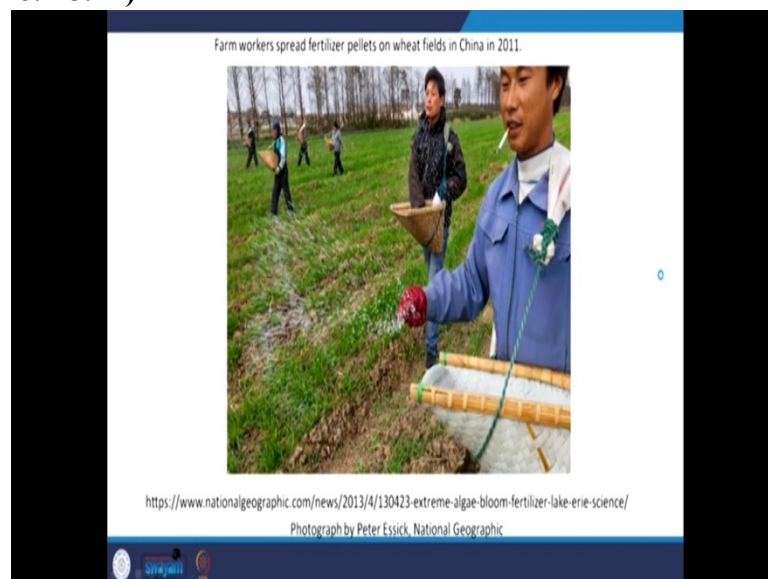 Farm workers spread fertilizer pellets on wheat fields in China in 2011.
https://www.nationalgeographic.com/news/2013/4/130423-extreme-algae-bloom-fertilizer-lake-erie-science/
Photograph by Peter Essick, National Geographic
swayam